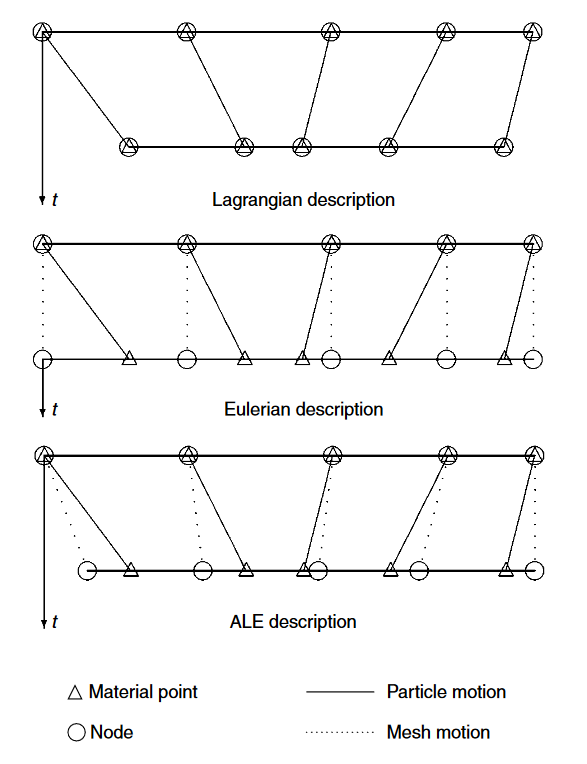 t
Lagrangian description
t
Eulerian description
t
ALE description
Material point
Particle motion
Node
Mesh motion